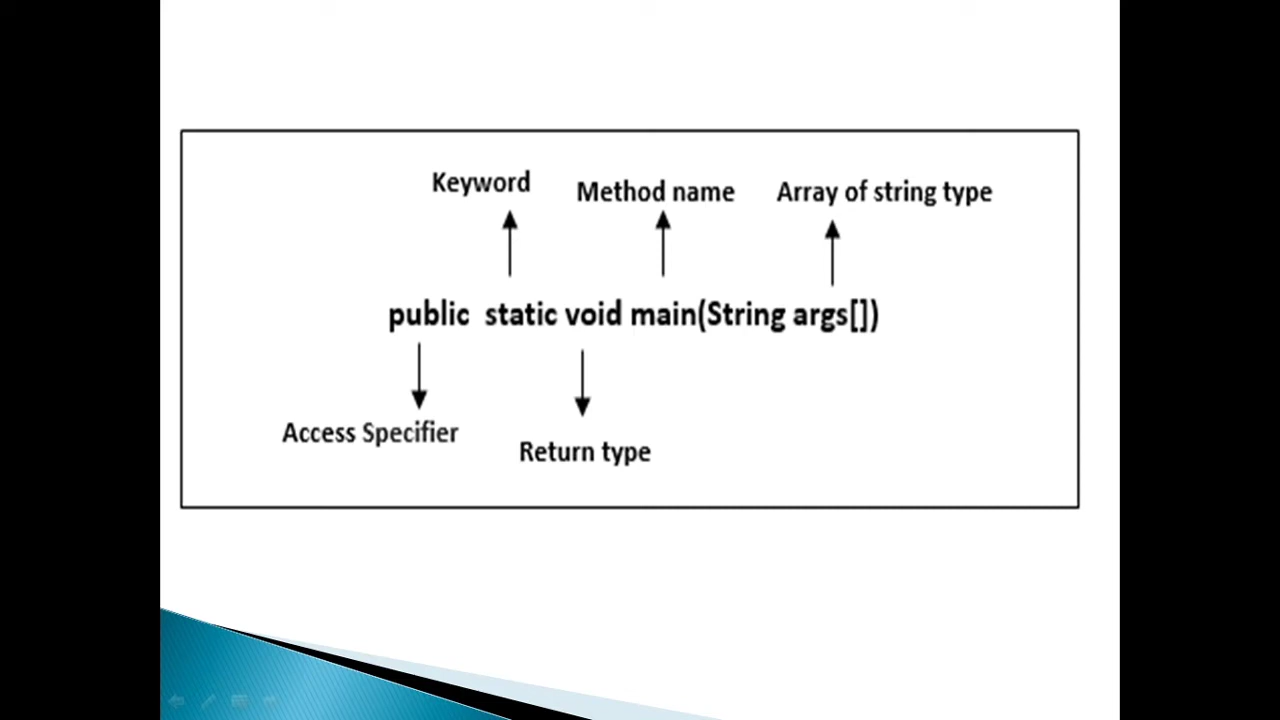 Keyword
Method name
Array of string type
public static void main(String args[])
Access Specifier
Return type